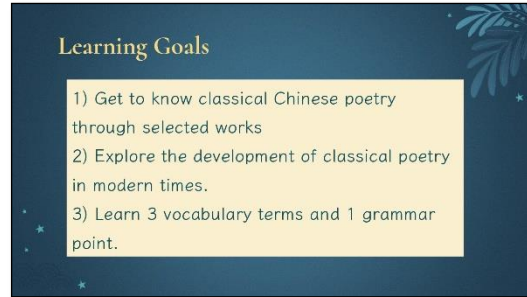 Learning Goals
1) Get to know classical Chinese poetry
through selected works
2) Explore the development of classical poetry
in modern times.
3) Learn 3 vocabulary terms and 1 grammar
point.